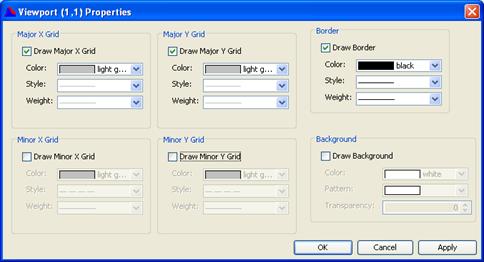 Viewport (1,1) Properties
Major X Grid
Draw Major X Grid
Color: light g...
Style:
Weight:
Major Y Grid
Draw Major Y Grid
Color: light g...
Style:
Weight:
Border
Draw Border
Color: black
Style:
Weight:
Minor X Grid
Draw Minor X Grid
Color: light g...
Style:
Weight:
Minor Y Grid
Draw Minor Y Grid
Color: light g...
Style:
Weight:
Background
Draw Background
Color: white
Pattern:
Transparency: 0
OK Cancel Apply